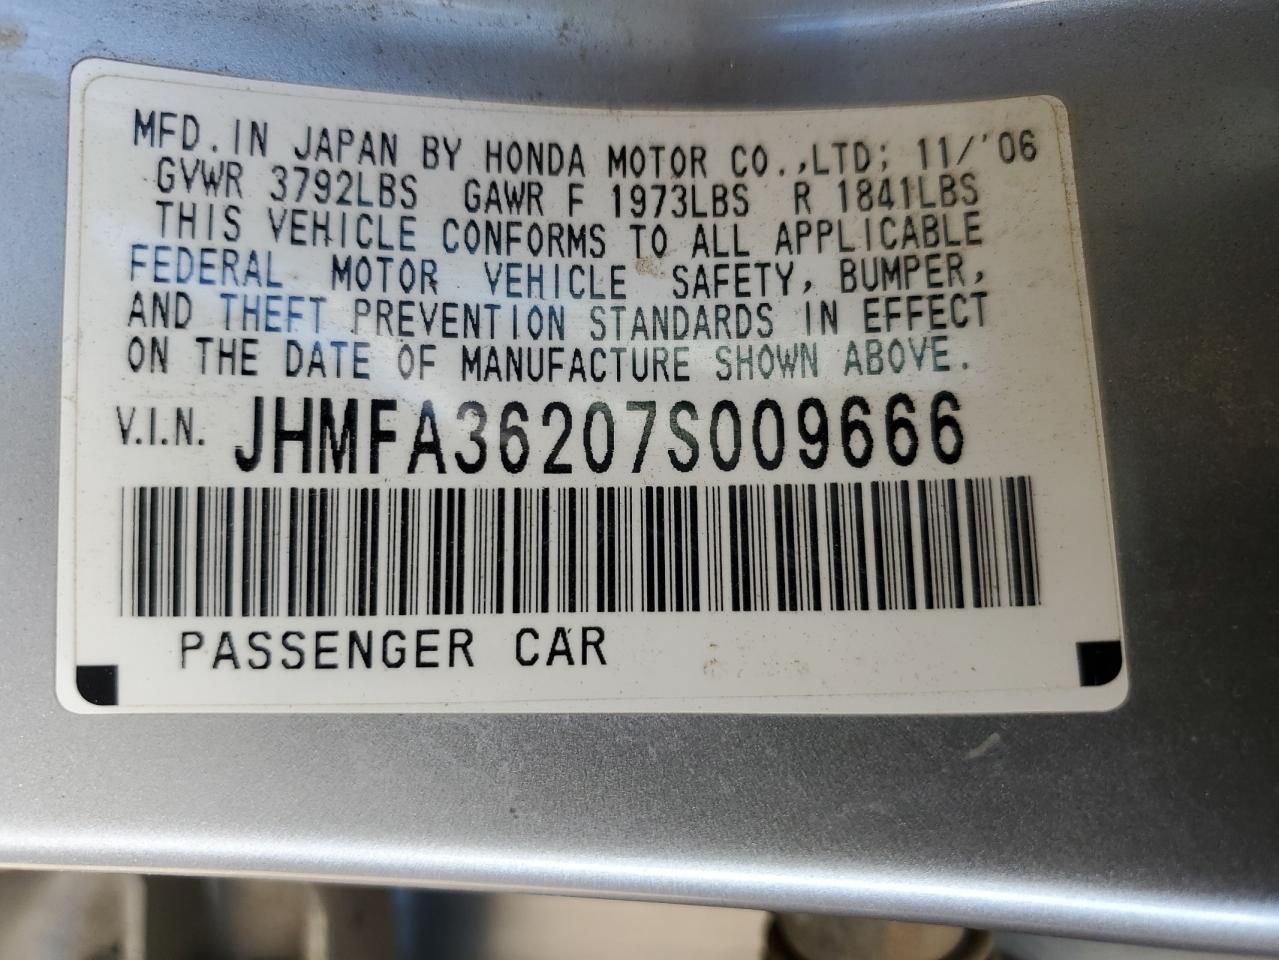 MFD. IN JAPAN BY HONDA MOTOR CO.,LTD; 11/'06
GVWR 3792LBS GAWR F 1973LBS R 1841LBS
THIS VEHICLE CONFORMS TO ALL APPLICABLE
FEDERAL MOTOR VEHICLE SAFETY, BUMPER,
AND THEFT PREVENTION STANDARDS IN EFFECT
ON THE DATE OF MANUFACTURE SHOWN ABOVE.
V.I.N. JHMFA36207S009666
PASSENGER CAR